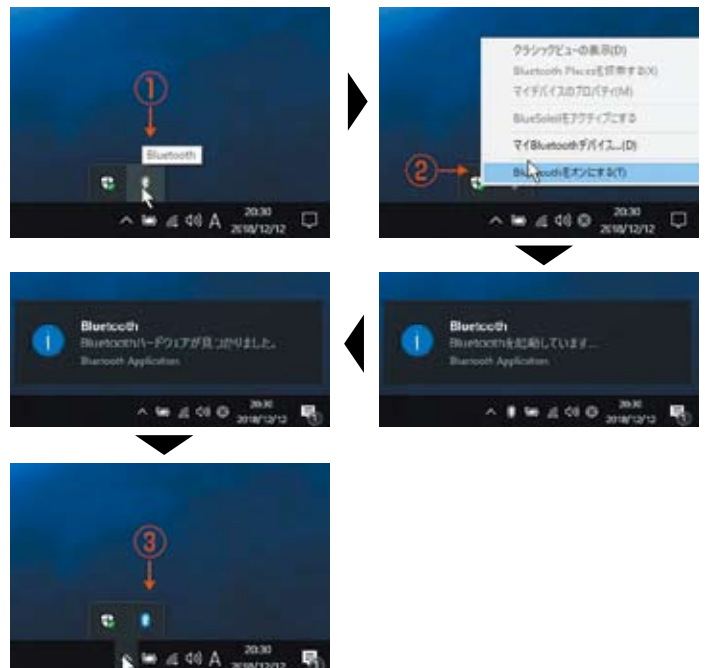 ①
Bluetooth
A
20:30
2018/12/12
クラシックビューの表示(D)
Bluetooth Placesを探索する(X)
マイデバイスのプロパティ(M)
BlueSoleilをアクティブにする
マイBluetoothデバイス...(D)
②
Bluetoothをオンにする(T)
20:30
2018/12/12
Bluetooth
Bluetoothハードウェアが見つかりました。
Bluetooth Application
20:30
2018/12/12
Bluetooth
Bluetoothを起動しています...
Bluetooth Application
20:30
2018/12/12
③
A
20:30
2018/12/12